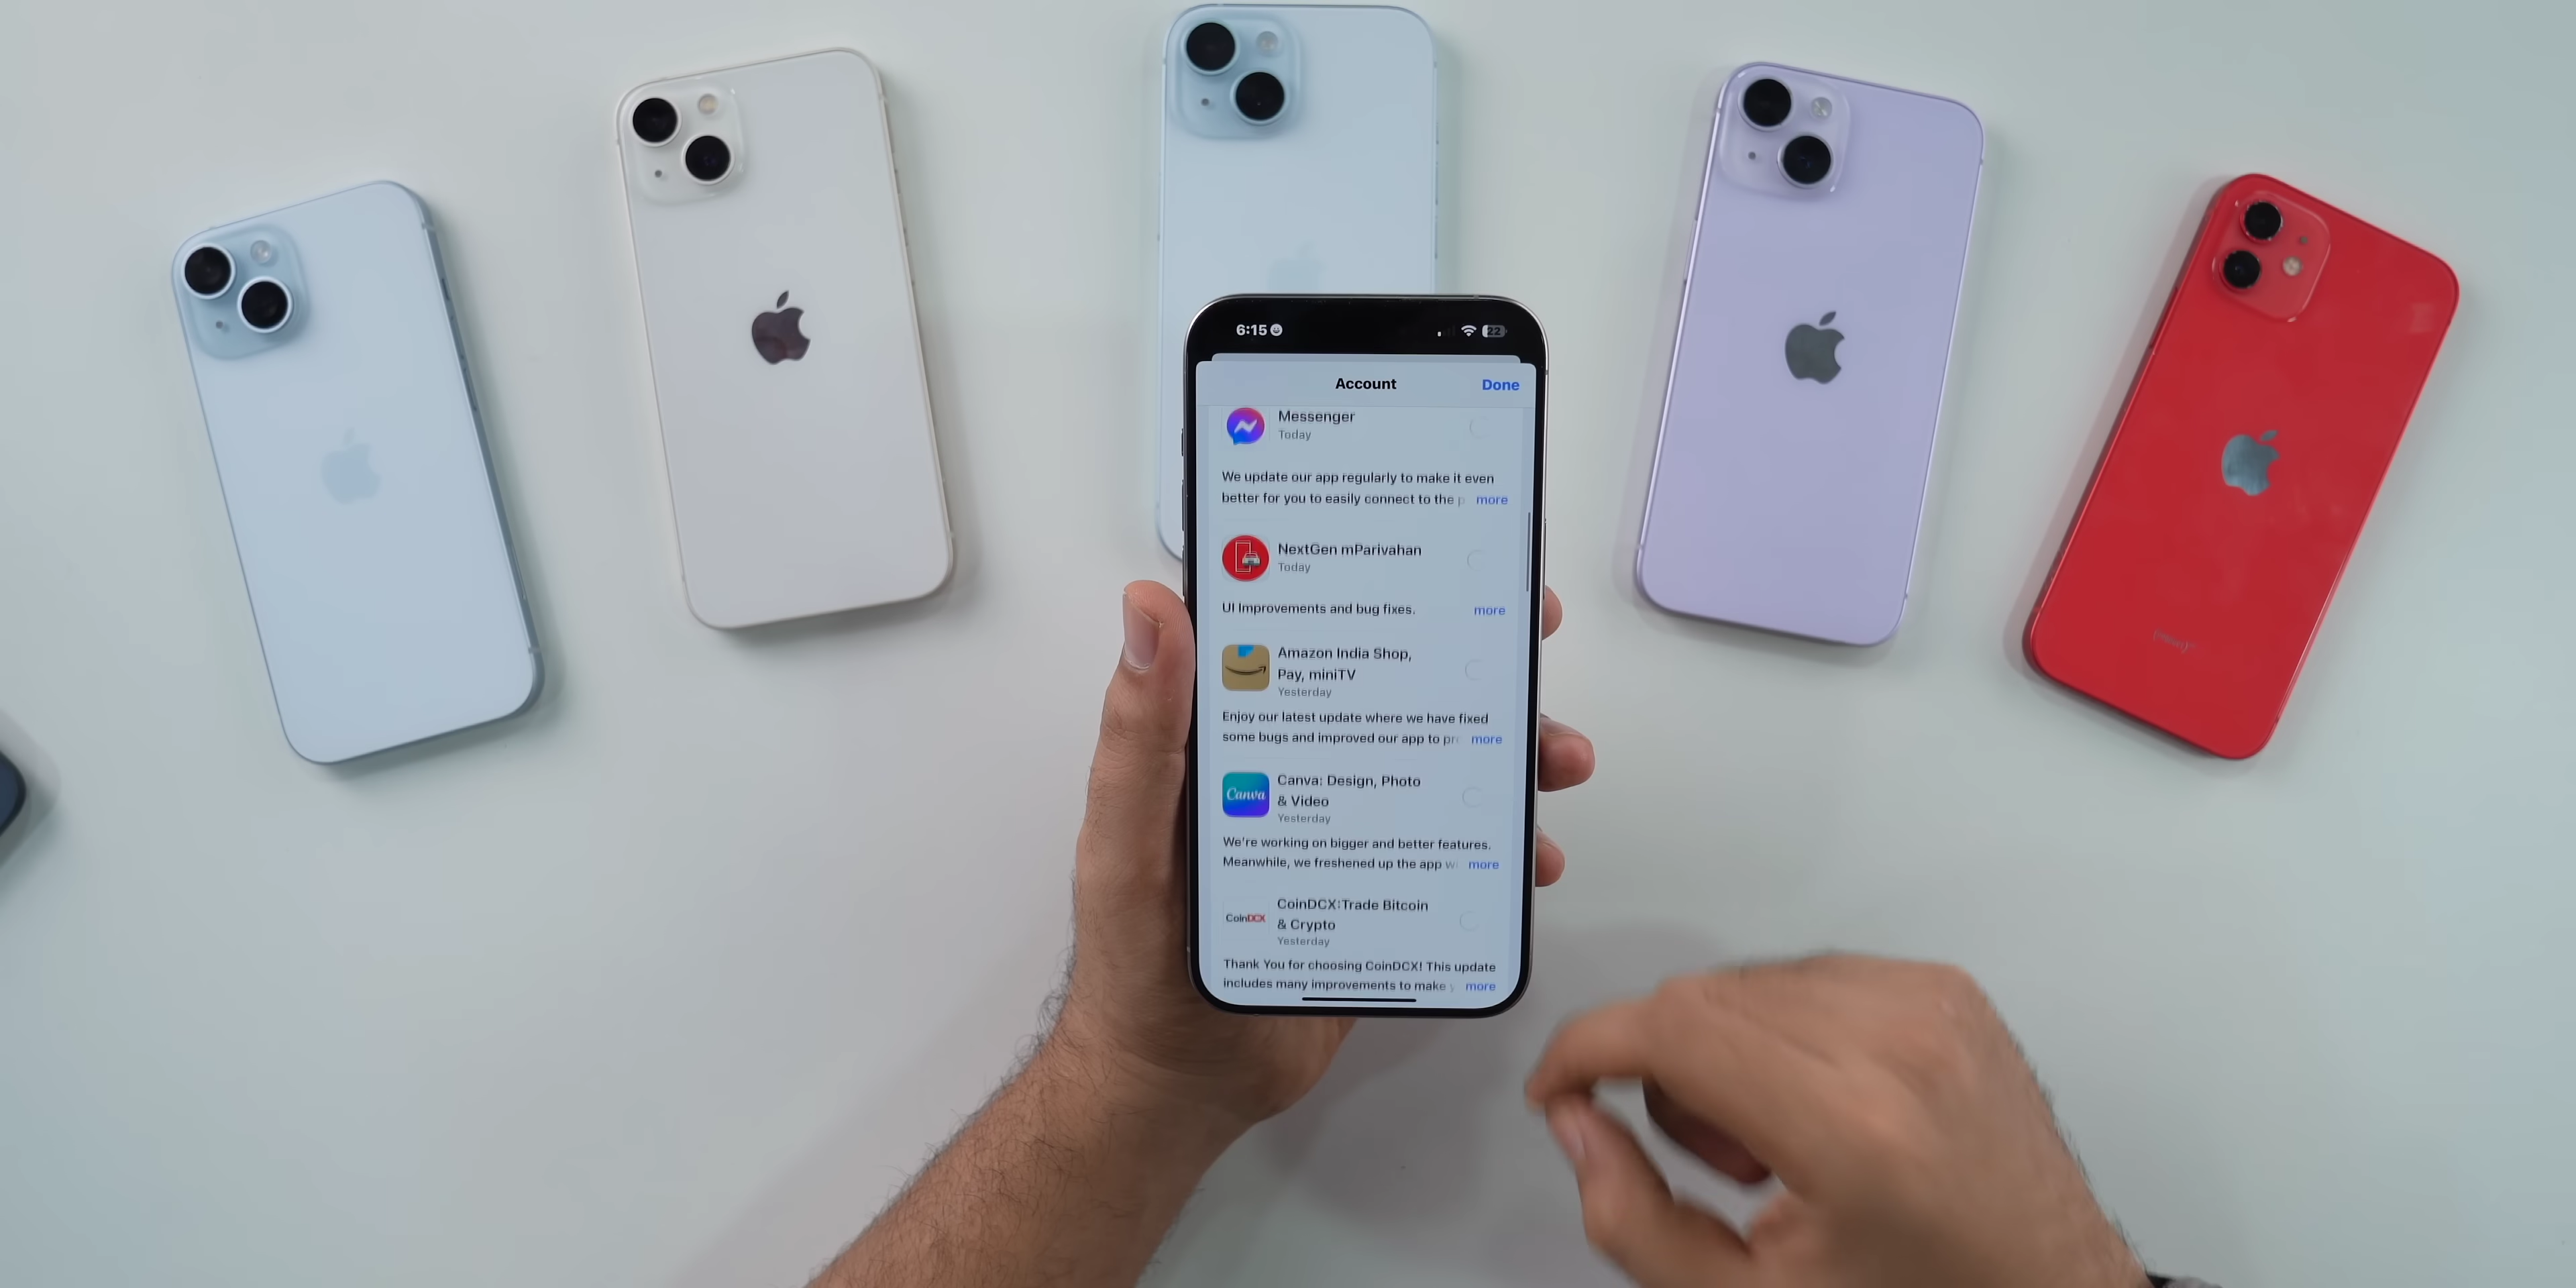 6:15
22
Account
Done
Messenger
Today
We update our app regularly to make it even
better for you to easily connect to the p more
NextGen mParivahan
Today
UI Improvements and bug fixes. more
Amazon India Shop,
Pay, miniTV
Yesterday
Enjoy our latest update where we have fixed
some bugs and improved our app to pr more
Canva
Canva: Design, Photo
& Video
Yesterday
We're working on bigger and better features.
Meanwhile, we freshened up the app w more
CoinDCX
CoinDCX:Trade Bitcoin
& Crypto
Yesterday
Thank You for choosing CoinDCX! This update
includes many improvements to make y more